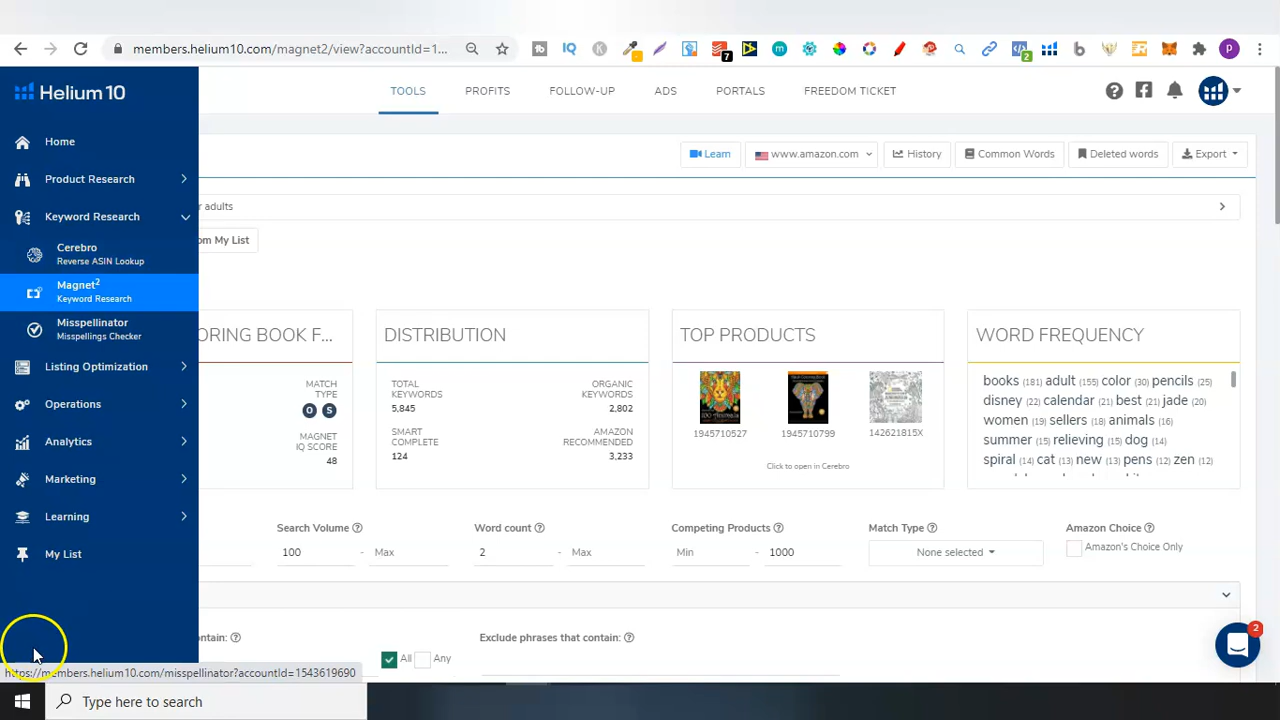 members.helium10.com/magnet2/view?accountId=1...
Helium 10
TOOLS
PROFITS
FOLLOW-UP
ADS
PORTALS
FREEDOM TICKET
Home
Product Research
Keyword Research
Cerebro
Reverse ASIN Lookup
Magnet2
Keyword Research
Misspellinator
Misspellings Checker
Listing Optimization
Operations
Analytics
Marketing
Learning
My List
Learn
www.amazon.com
History
Common Words
Deleted words
Export
r adults
om My List
ORING BOOK F...
MATCH
TYPE
O S
MAGNET
IQ SCORE
48
DISTRIBUTION
TOTAL
KEYWORDS
5,845
ORGANIC
KEYWORDS
2,802
SMART
COMPLETE
124
AMAZON
RECOMMENDED
3,233
TOP PRODUCTS
1945710527
1945710799
142621815X
Click to open in Cerebro
WORD FREQUENCY
books (181) adult (155) color (30) pencils (25)
disney (22) calendar (21) best (21) jade (20)
women (19) sellers (18) animals (16)
summer (15) relieving (15) dog (14)
spiral (14) cat (13) new (13) pens (12) zen (12)
Search Volume
100 - Max
Word count
2 - Max
Competing Products
Min - 1000
Match Type
None selected
Amazon Choice
Amazon's Choice Only
ontain:
All Any
Exclude phrases that contain:
2
https://members.helium10.com/misspellinator?accountId=1543619690
Type here to search